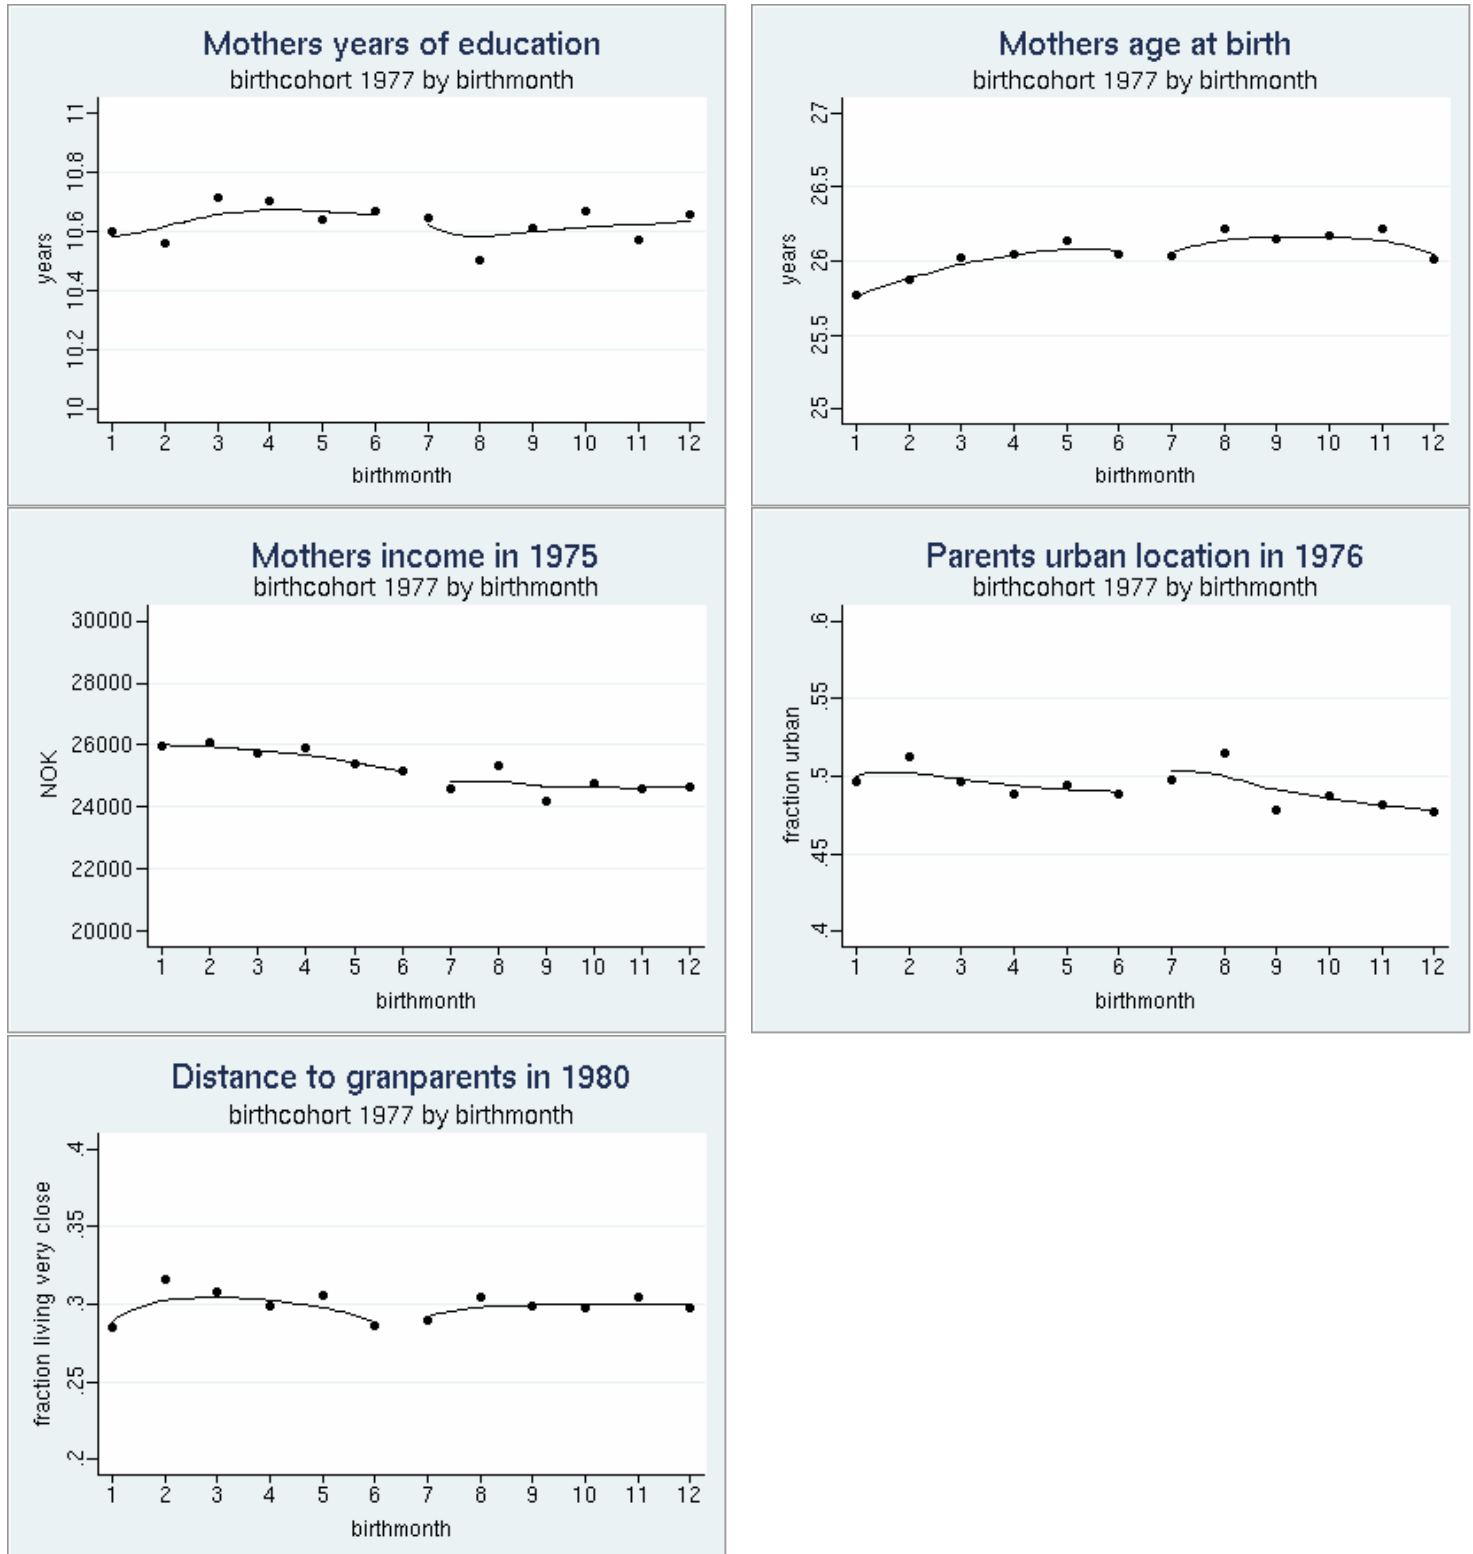 Mothers years of education
birthcohort 1977 by birthmonth
years
11
10.8
10.6
10.4
10.2
10
1 2 3 4 5 6 7 8 9 10 11 12
birthmonth
Mothers age at birth
birthcohort 1977 by birthmonth
years
27
26.5
26
25.5
25
1 2 3 4 5 6 7 8 9 10 11 12
birthmonth
Mothers income in 1975
birthcohort 1977 by birthmonth
NOK
30000
28000
26000
24000
22000
20000
1 2 3 4 5 6 7 8 9 10 11 12
birthmonth
Parents urban location in 1976
birthcohort 1977 by birthmonth
fraction urban
.6
.55
.5
.45
.4
1 2 3 4 5 6 7 8 9 10 11 12
birthmonth
Distance to granparents in 1980
birthcohort 1977 by birthmonth
fraction living very close
.4
.35
.3
.25
.2
1 2 3 4 5 6 7 8 9 10 11 12
birthmonth